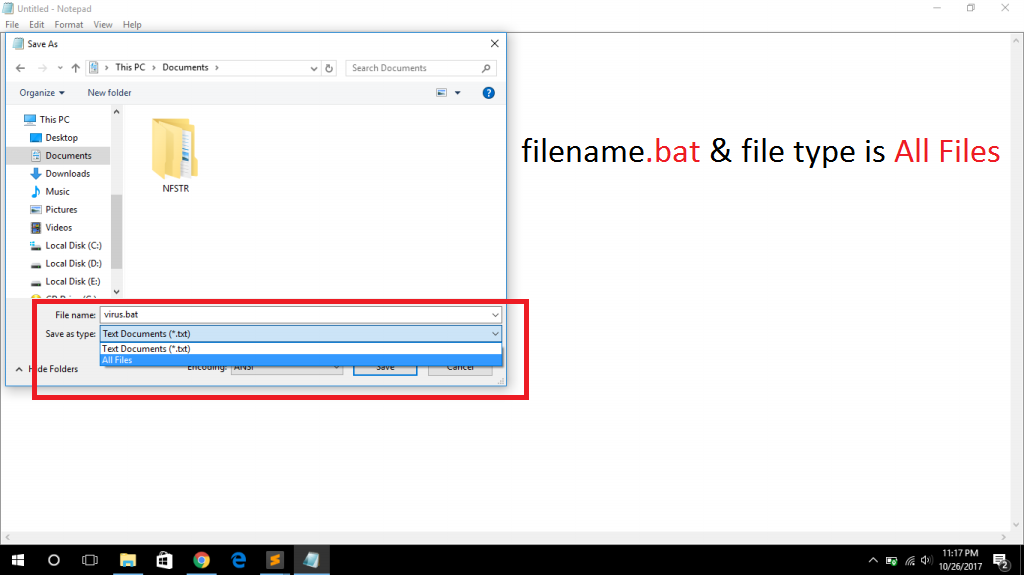 Untitled - Notepad
File Edit Format View Help
Save As
This PC > Documents >
Search Documents
Organize
New folder
This PC
Desktop
Documents
Downloads
Music
Pictures
Videos
Local Disk (C:)
Local Disk (D:)
Local Disk (E:)
NFSTR
filename.bat & file type is All Files
File name: virus.bat
Save as type: Text Documents (*.txt)
Text Documents (*.txt)
All Files
Hide Folders
Encoding: ANSI
Save
Cancel
11:17 PM
10/26/2017
2